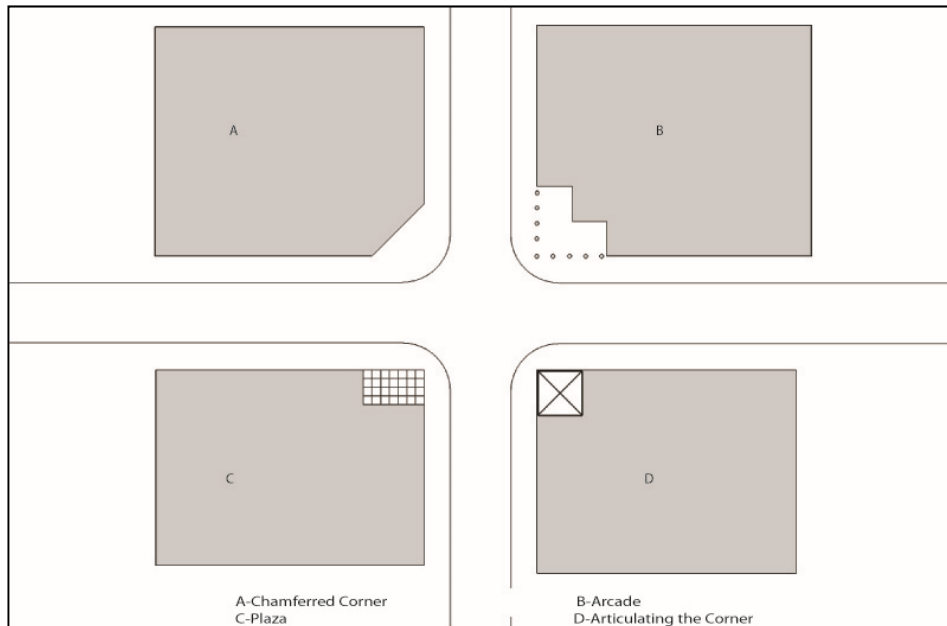 A
B
C
D
A-Chamferred Corner
B-Arcade
C-Plaza
D-Articulating the Corner